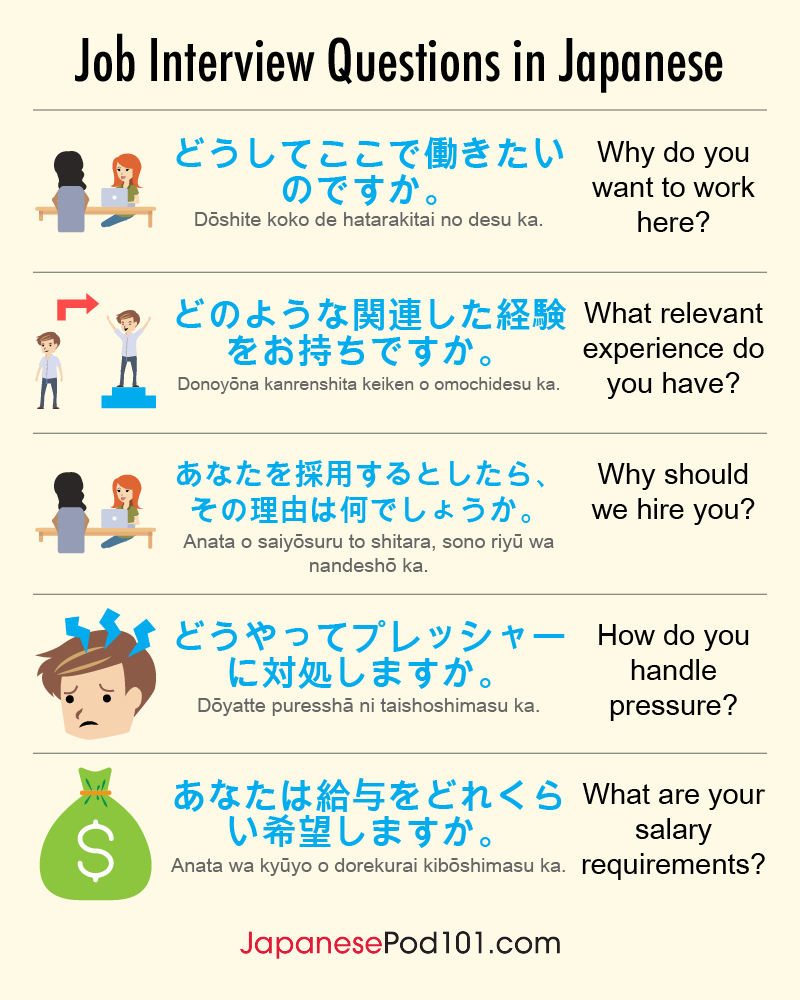 Job Interview Questions in Japanese
どうしてここで働きたい
のですか。
Dōshite koko de hatarakitai no desu ka.
Why do you
want to work
here?
どのような関連した経験
をお持ちですか。
Donoyōna kanrenshita keiken o omochidesu ka.
What relevant
experience do
you have?
あなたを採用するとしたら、
その理由は何でしょうか。
Anata o saiyōsuru to shitara, sono riyū wa
nandeshō ka.
Why should
we hire you?
どうやってプレッシャー
に対処しますか。
Dōyatte puresshā ni taishoshimasu ka.
How do you
handle
pressure?
$
あなたは給与をどれくら
い希望しますか。
Anata wa kyūyo o dorekurai kibōshimasu ka.
What are your
salary
requirements?
JapanesePod101.com